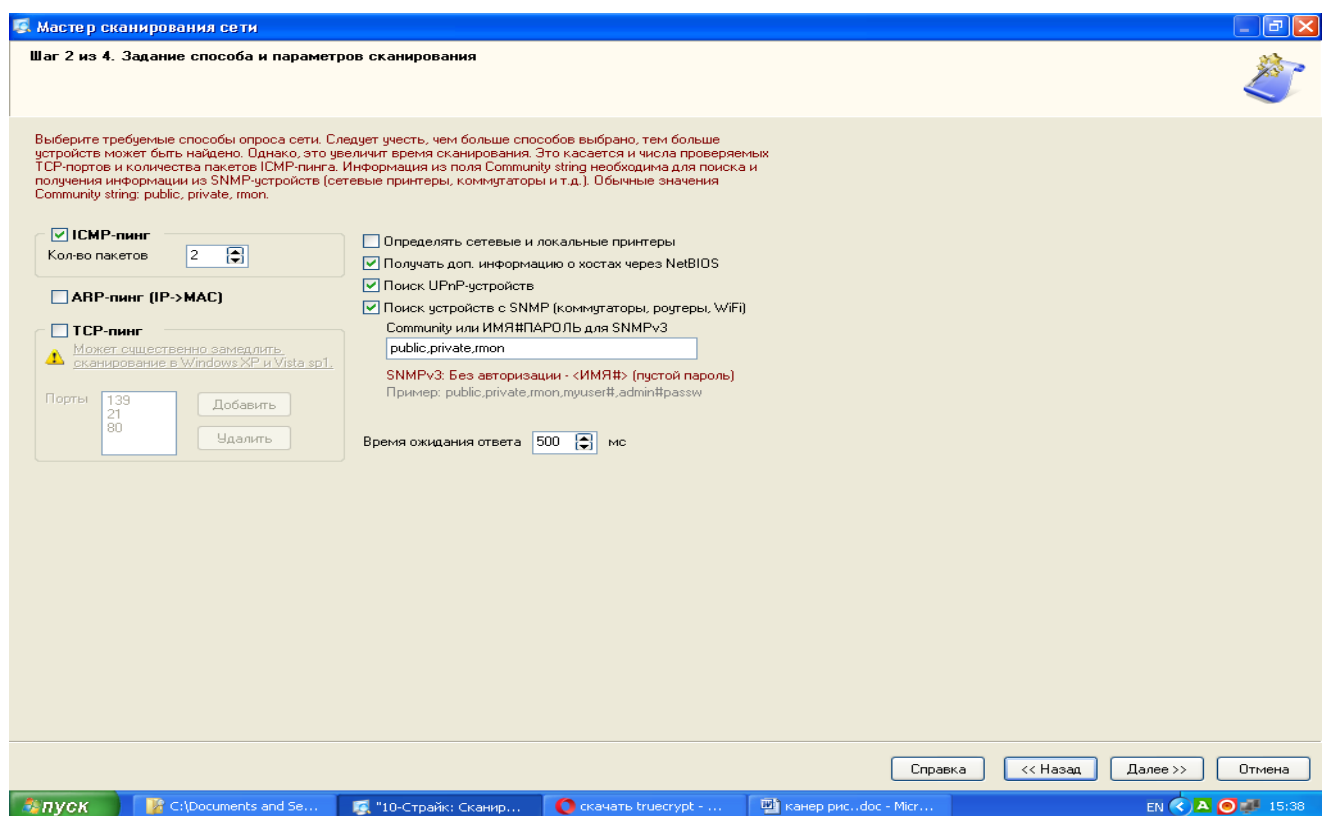 Мастер сканирования сети
Шаг 2 из 4. Задание способа и параметров сканирования
Выберите требуемые способы опроса сети. Следует учесть, чем больше способов выбрано, тем больше
устройств может быть найдено. Однако, это увеличит время сканирования. Это касается и числа проверяемых
TCP-портов и количества пакетов ICMP-пинга. Информация из поля Community string необходима для поиска и
получения информации из SNMP-устройств (сетевые принтеры, коммутаторы и т.д.). Обычные значения
Community string: public, private, rmon.
ICMP-пинг
Кол-во пакетов 2
ARP-пинг (IP->MAC)
TCP-пинг
Может существенно замедлить
сканирование в Windows XP и Vista sp1.
Порты
139
21
80
Добавить
Удалить
Определять сетевые и локальные принтеры
Получать доп. информацию о хостах через NetBIOS
Поиск UPnP-устройств
Поиск устройств с SNMP (коммутаторы, роутеры, WiFi)
Community или ИМЯ#ПАРОЛЬ для SNMPv3
public,private,rmon
SNMPv3: Без авторизации - <ИМЯ#> (пустой пароль)
Пример: public,private,rmon,myuser#,admin#passw
Время ожидания ответа 500 мс
Справка
<< Назад
Далее >>
Отмена
пуск
C:\Documents and Se...
"10-Страйк: Сканир...
скачать truecrypt - ...
канер рис..doc - Micr...
EN
A
15:38